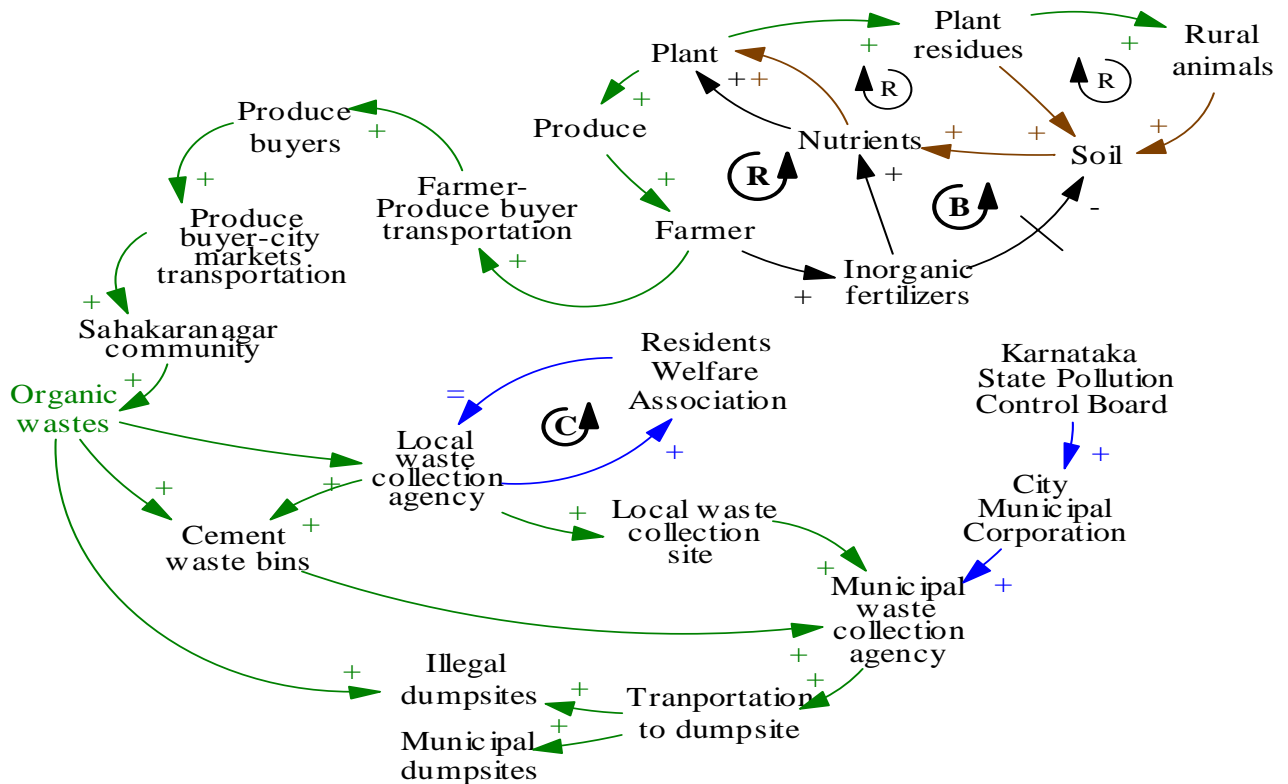 Plant
Plant
residues
Rural
animals
+
+
+
+
+
R
R
Produce
buyers
+
Produce
Nutrients
+
+
+
Soil
+
Farmer-
Produce buyer
transportation
+
R
+
B
-
Produce
buyer-city
markets
transportation
Farmer
+
Inorganic
fertilizers
+
+
Sahakaranagar
community
Residents
Welfare
Association
Karnataka
State Pollution
Control Board
+
Organic
wastes
=
C
Local
waste
collection
agency
+
+
City
Municipal
Corporation
+
+
+
+
Cement
waste bins
Local waste
collection
site
+
+
Municipal
waste
collection
agency
+
+
+
Illegal
dumpsites
+
Tranportation
to dumpsite
+
Municipal
dumpsites